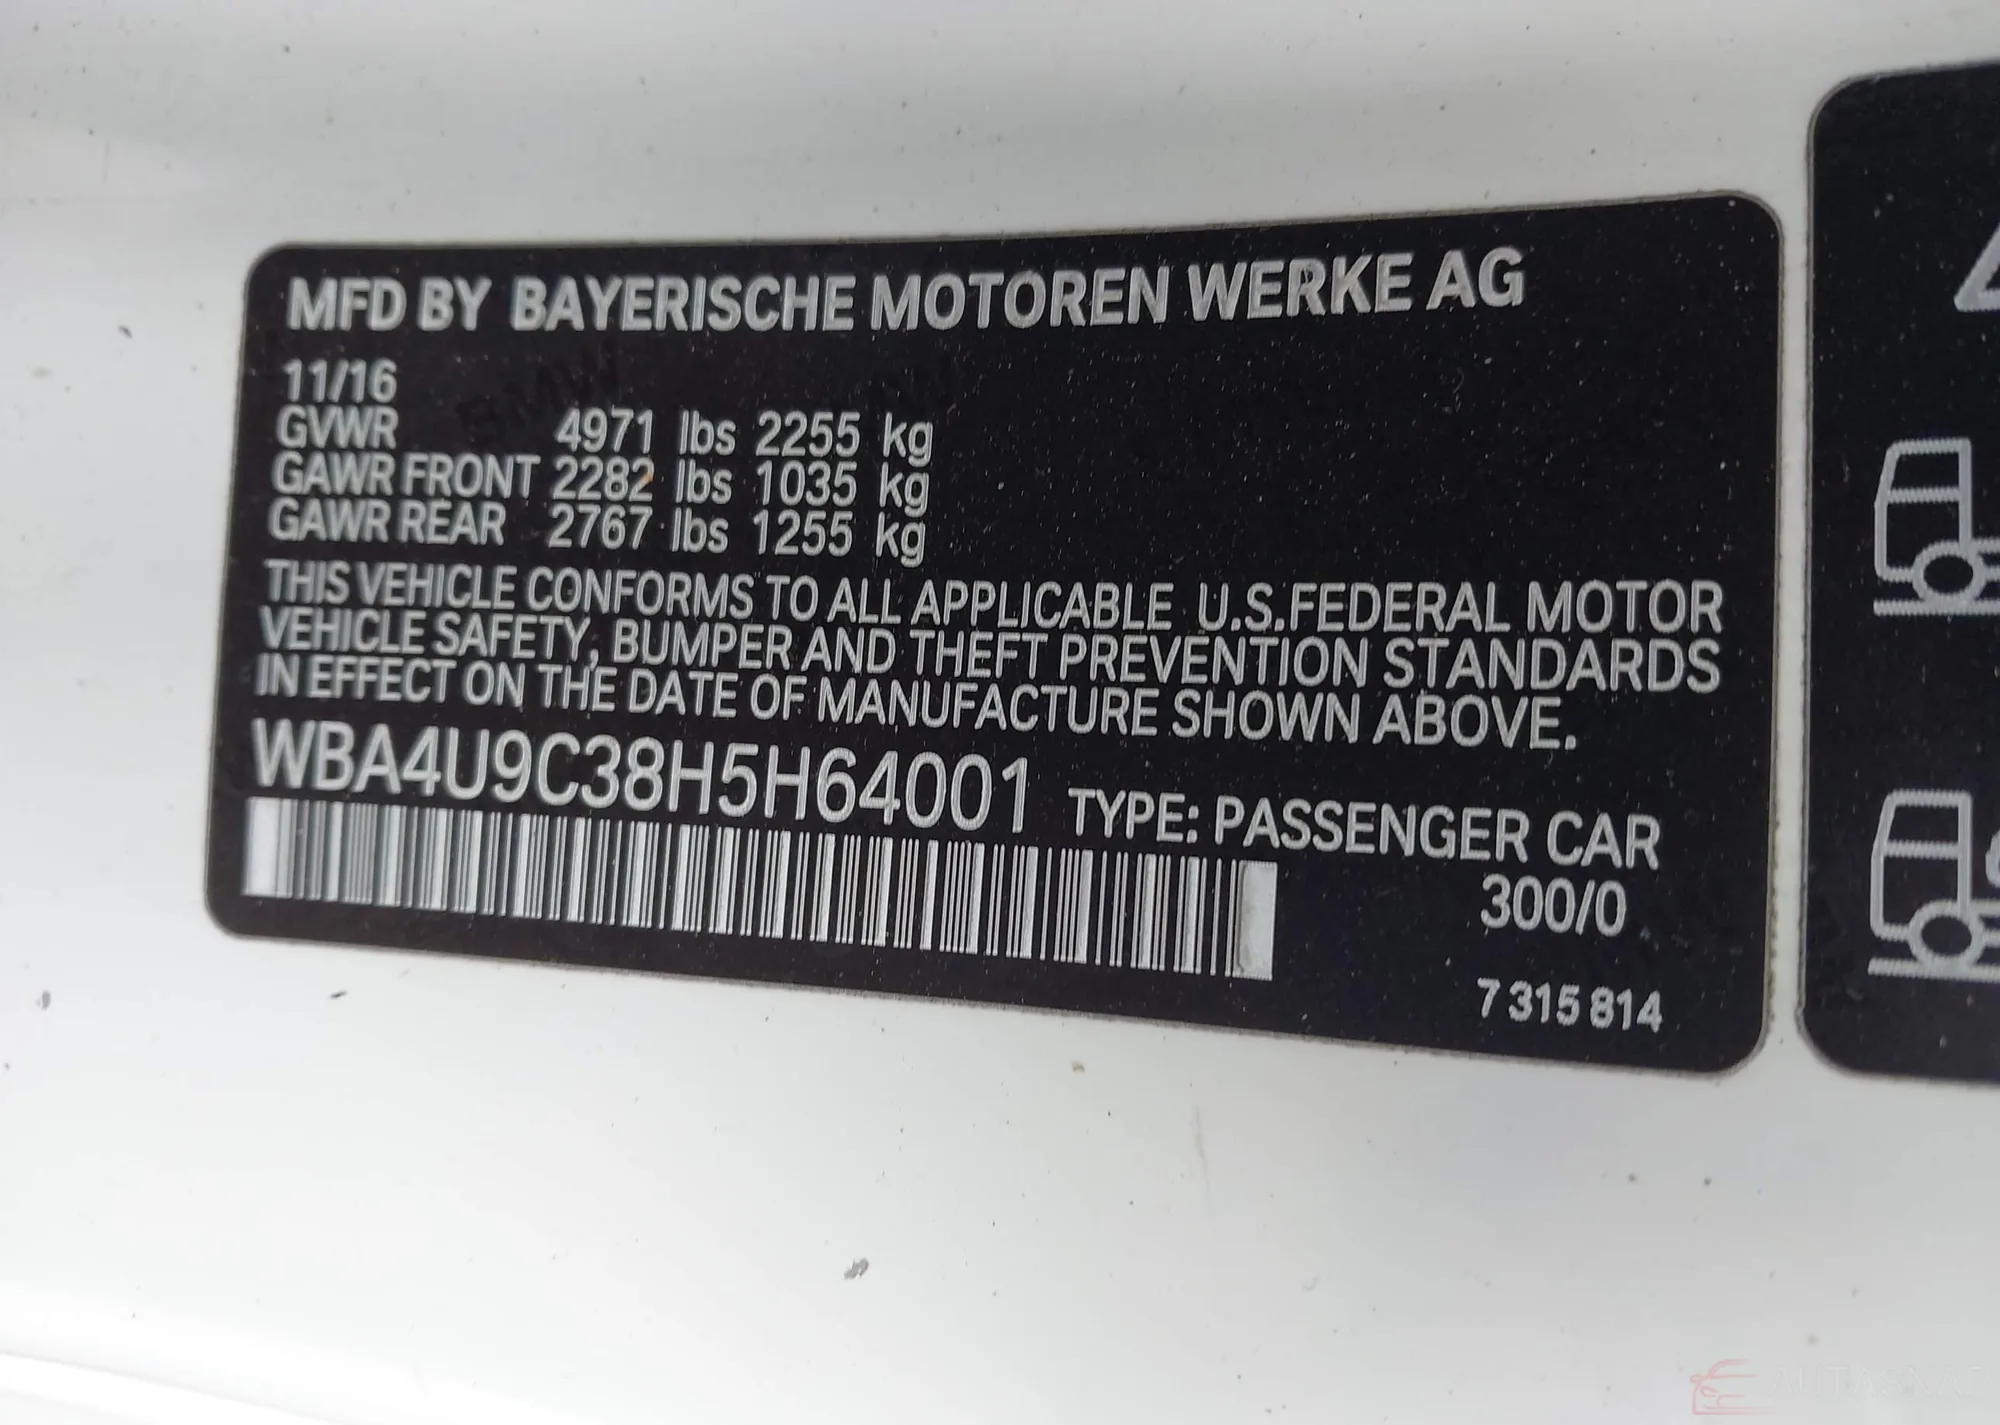 MFD BY BAYERISCHE MOTOREN WERKE AG
11/16
GVWR 4971 lbs 2255 kg
GAWR FRONT 2282 lbs 1035 kg
GAWR REAR 2767 lbs 1255 kg
THIS VEHICLE CONFORMS TO ALL APPLICABLE U.S.FEDERAL MOTOR
VEHICLE SAFETY, BUMPER AND THEFT PREVENTION STANDARDS
IN EFFECT ON THE DATE OF MANUFACTURE SHOWN ABOVE.
WBA4U9C38H5H64001 TYPE: PASSENGER CAR
300/0
7 315 814